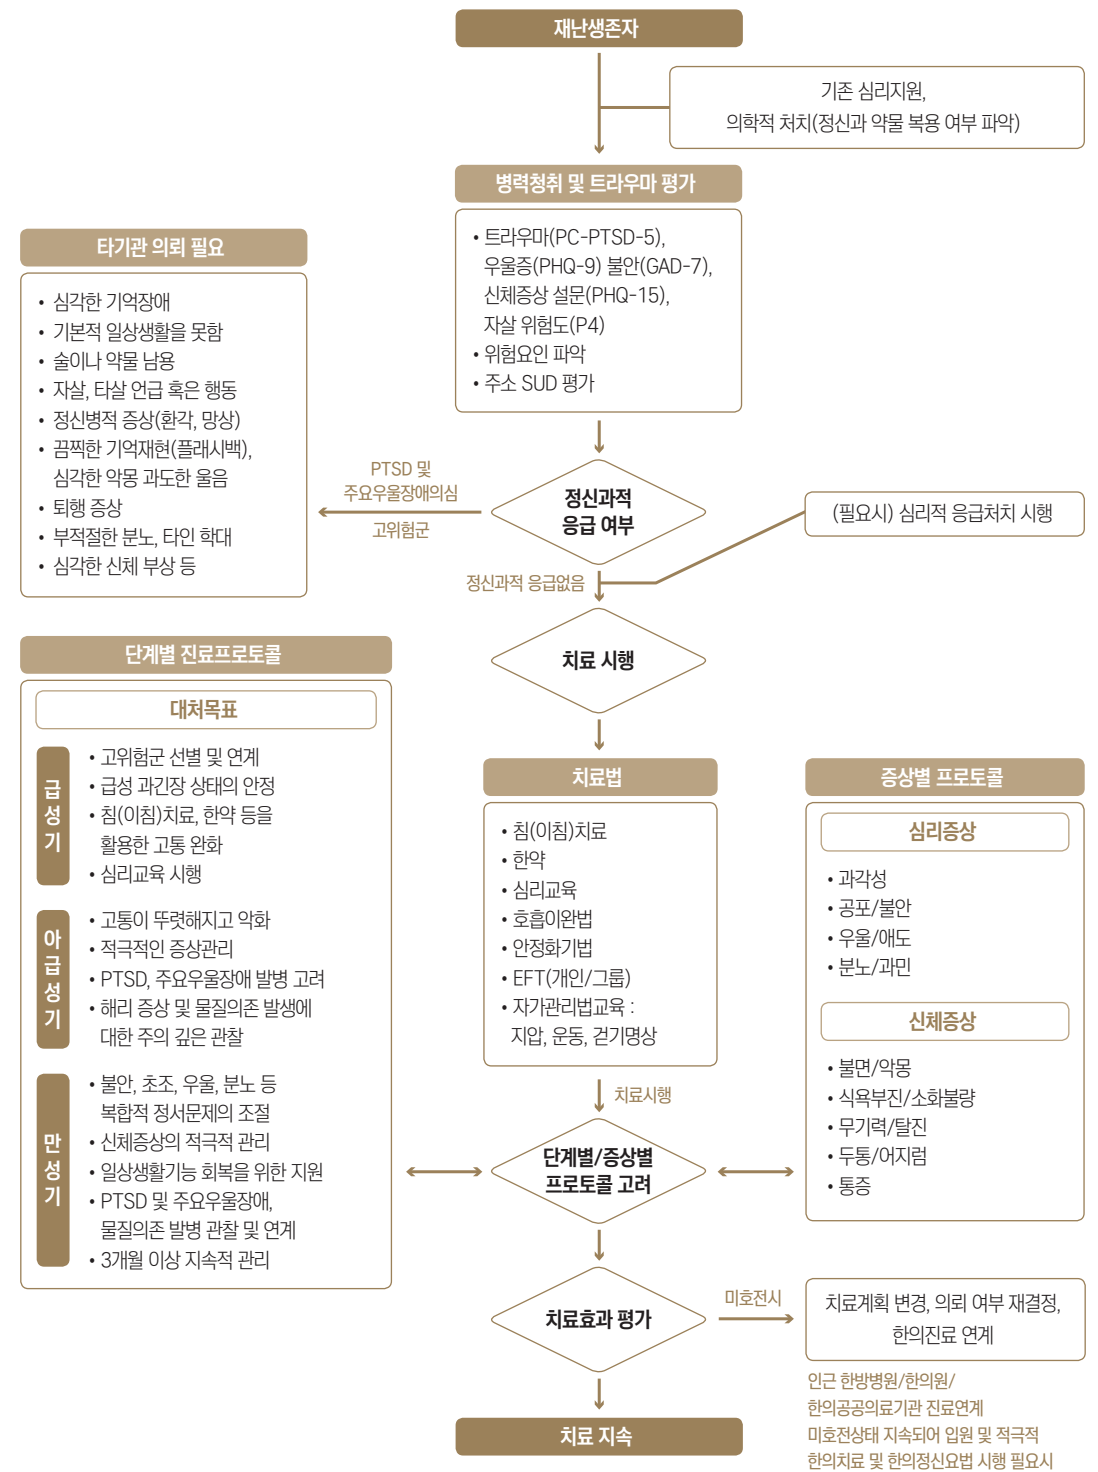 재난생존자
기존 심리지원,
의학적 처치(정신과 약물 복용 여부 파악)
병력청취 및 트라우마 평가
• 트라우마(PC-PTSD-5),
우울증(PHQ-9) 불안(GAD-7),
신체증상 설문(PHQ-15),
자살 위험도(P4)
• 위험요인 파악
• 주소 SUD 평가
타기관 의뢰 필요
• 심각한 기억장애
• 기본적 일상생활을 못함
• 술이나 약물 남용
• 자살, 타살 언급 혹은 행동
• 정신병적 증상(환각, 망상)
• 끔찍한 기억재현(플래시백),
심각한 악몽 과도한 울음
• 퇴행 증상
• 부적절한 분노, 타인 학대
• 심각한 신체 부상 등
PTSD 및
주요우울장애의심
고위험군
정신과적
응급 여부
(필요시) 심리적 응급처치 시행
정신과적 응급없음
치료 시행
단계별 진료프로토콜
대처목표
급성기
• 고위험군 선별 및 연계
• 급성 과긴장 상태의 안정
• 침(이침)치료, 한약 등을
활용한 고통 완화
• 심리교육 시행
아급성기
• 고통이 뚜렷해지고 악화
• 적극적인 증상관리
• PTSD, 주요우울장애 발병 고려
• 해리 증상 및 물질의존 발생에
대한 주의 깊은 관찰
만성기
• 불안, 초조, 우울, 분노 등
복합적 정서문제의 조절
• 신체증상의 적극적 관리
• 일상생활기능 회복을 위한 지원
• PTSD 및 주요우울장애,
물질의존 발병 관찰 및 연계
• 3개월 이상 지속적 관리
치료법
• 침(이침)치료
• 한약
• 심리교육
• 호흡이완법
• 안정화기법
• EFT(개인/그룹)
• 자가관리법교육 :
지압, 운동, 걷기명상
치료시행
증상별 프로토콜
심리증상
• 과각성
• 공포/불안
• 우울/애도
• 분노/과민
신체증상
• 불면/악몽
• 식욕부진/소화불량
• 무기력/탈진
• 두통/어지럼
• 통증
단계별/증상별
프로토콜 고려
치료효과 평가
미호전시
치료계획 변경, 의뢰 여부 재결정,
한의진료 연계
인근 한방병원/한의원/
한의공공의료기관 진료연계
미호전상태 지속되어 입원 및 적극적
한의치료 및 한의정신요법 시행 필요시
치료 지속